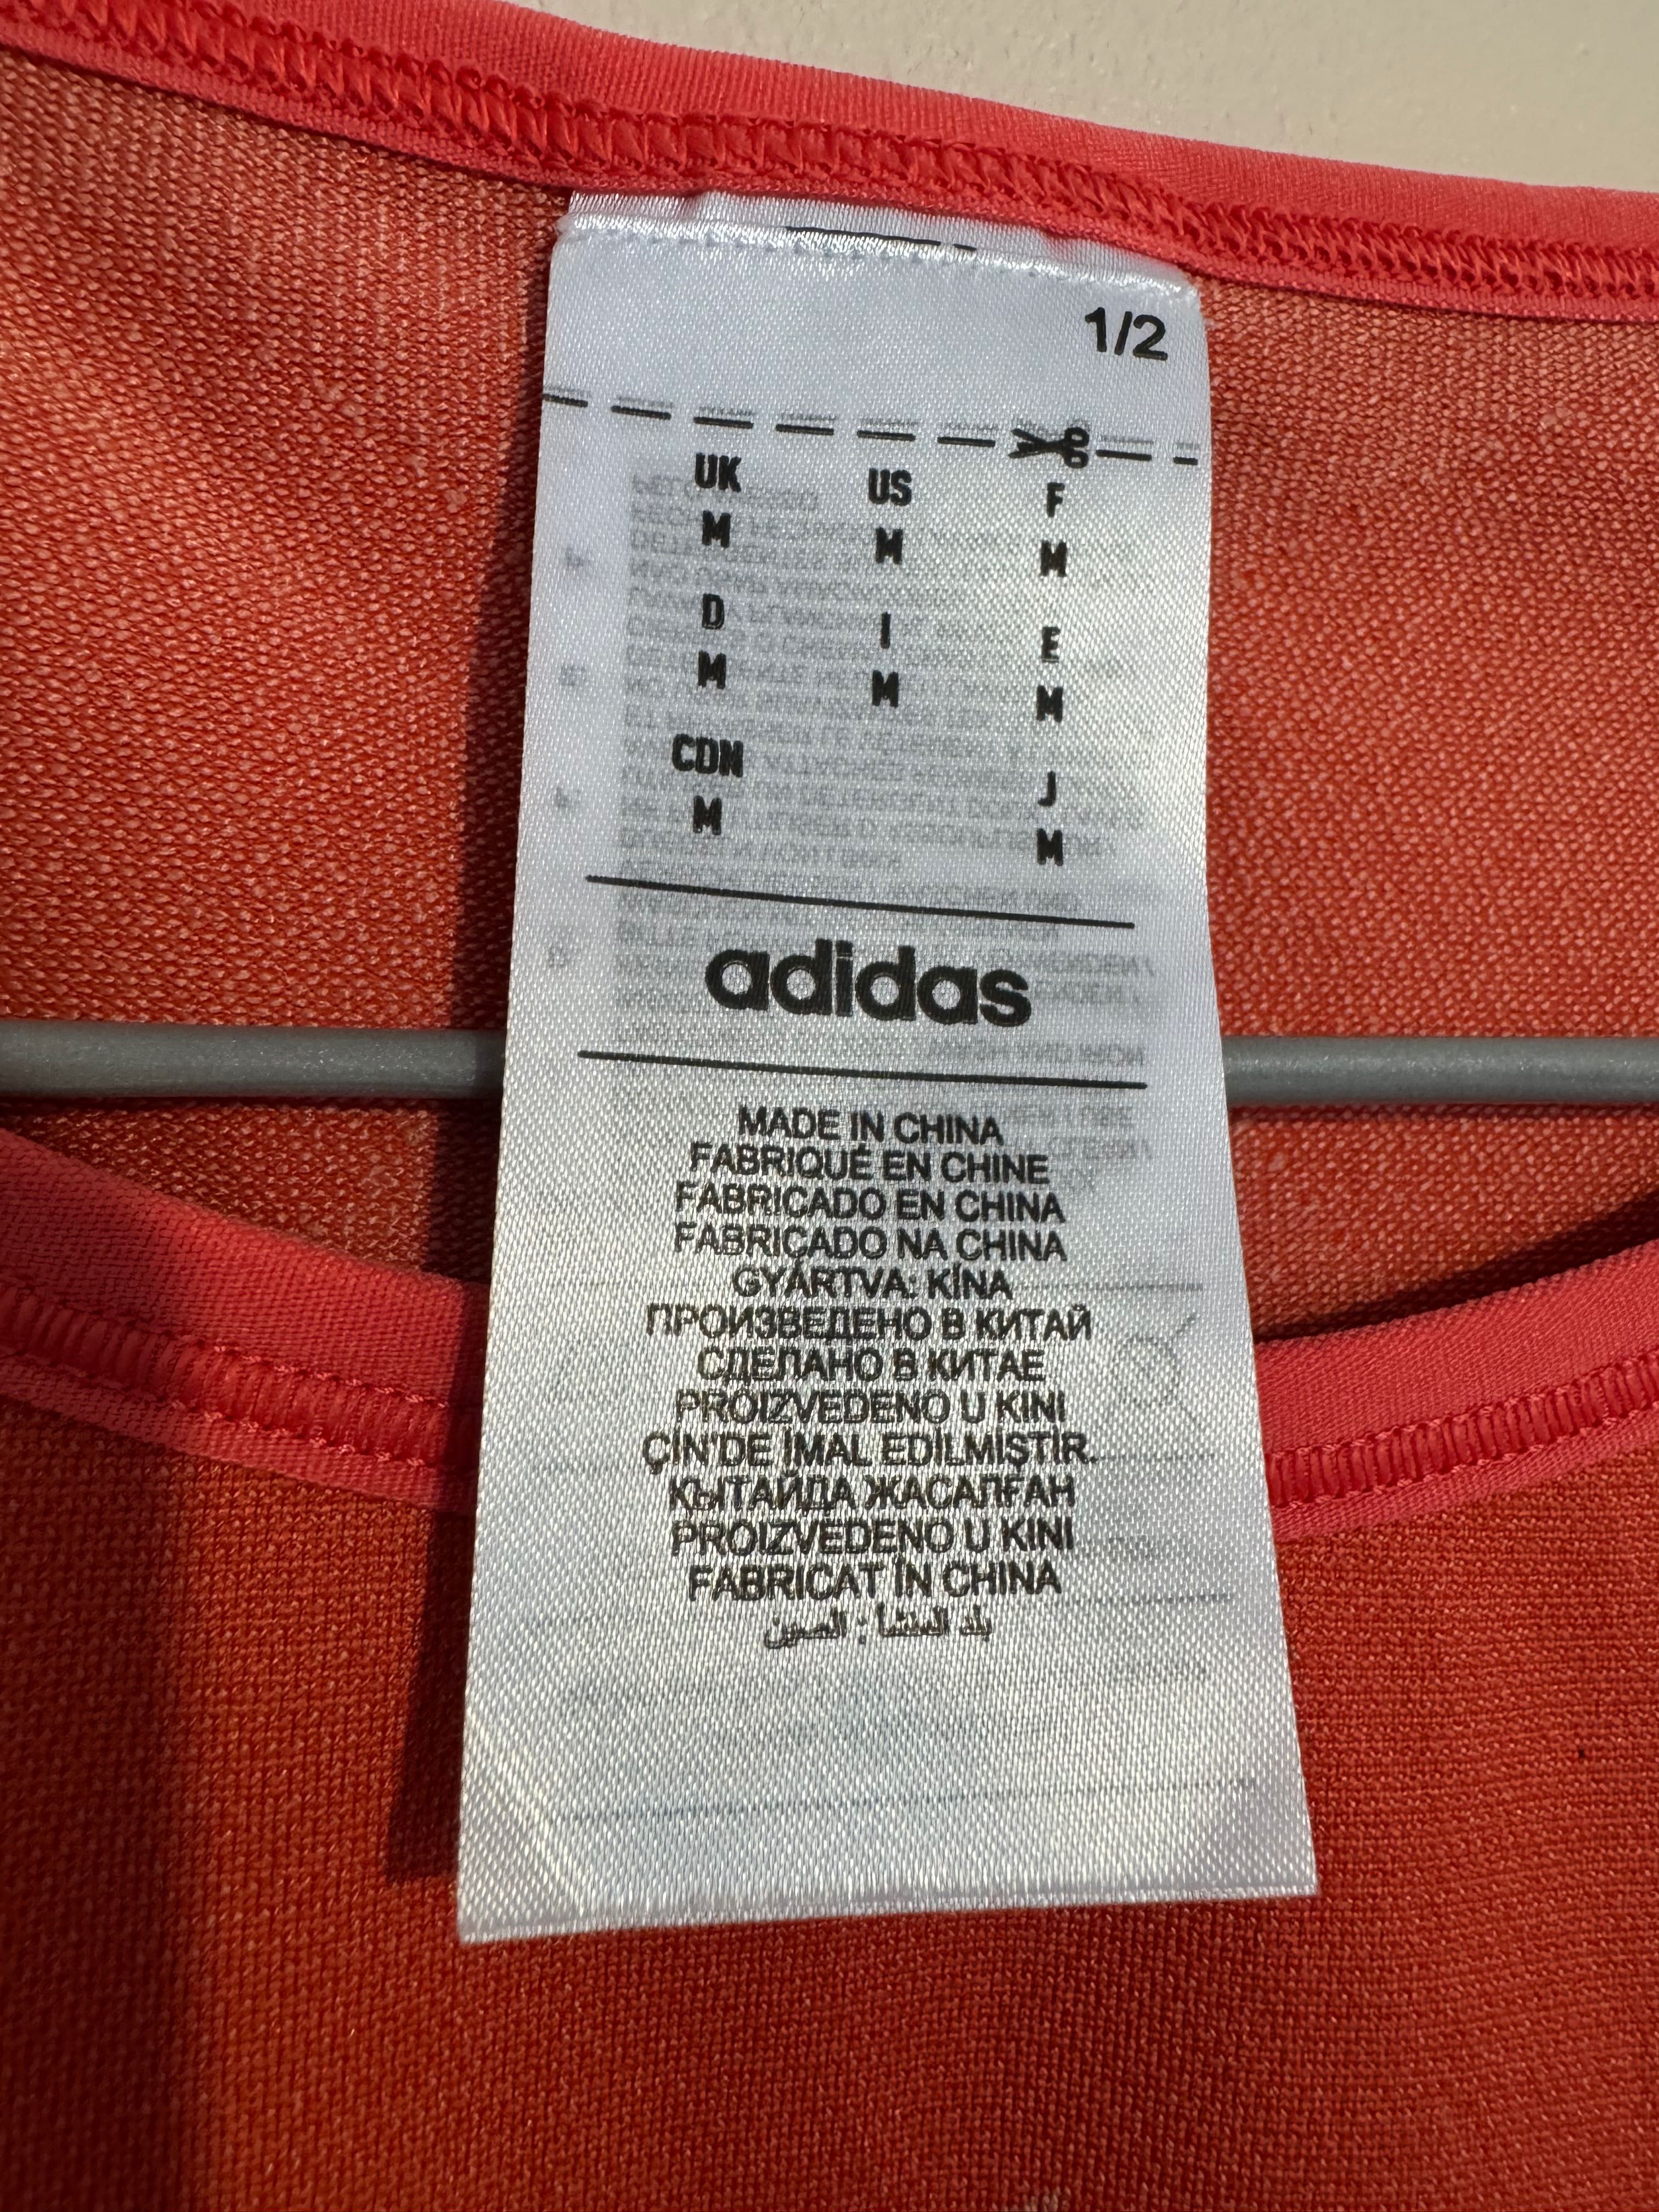 1/2
UK US F
M M M
D I E
M M M
CDN J
M M
adidas
MADE IN CHINA
FABRIQUÉ EN CHINE
FABRICADO EN CHINA
FABRICADO NA CHINA
GYÁRTVA: KÍNA
ПРОИЗВЕДЕНО В КИТАЙ
СДЕЛАНО В КИТАЕ
PROIZVEDENO U KINI
ÇİN'DE İMAL EDİLMİŞTİR.
ҚЫТАЙДА ЖАСАЛҒАН
PROIZVEDENO U KINI
FABRICAT ÎN CHINA
بلد المنشأ : الصين